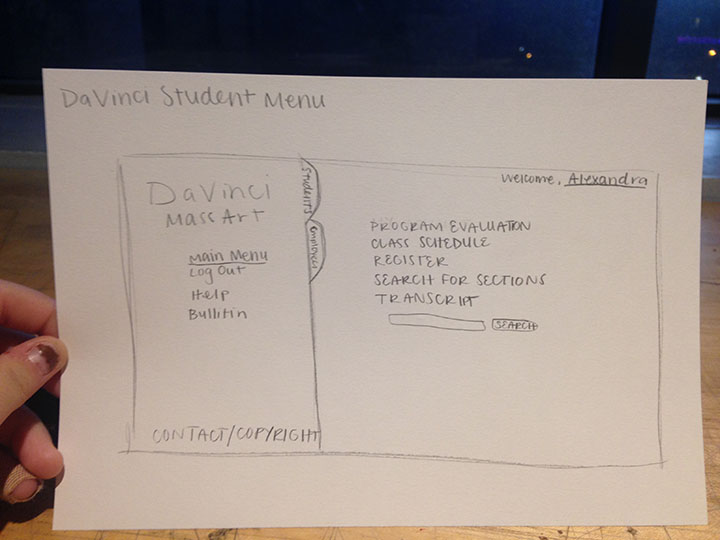 DaVinci Student Menu
DaVinci
MassArt
Main Menu
Log Out
Help
Bullitin
CONTACT/COPYRIGHT
Students
Employees
Welcome, Alexandra
PROGRAM EVALUATION
CLASS SCHEDULE
REGISTER
SEARCH FOR SECTIONS
TRANSCRIPT
SEARCH